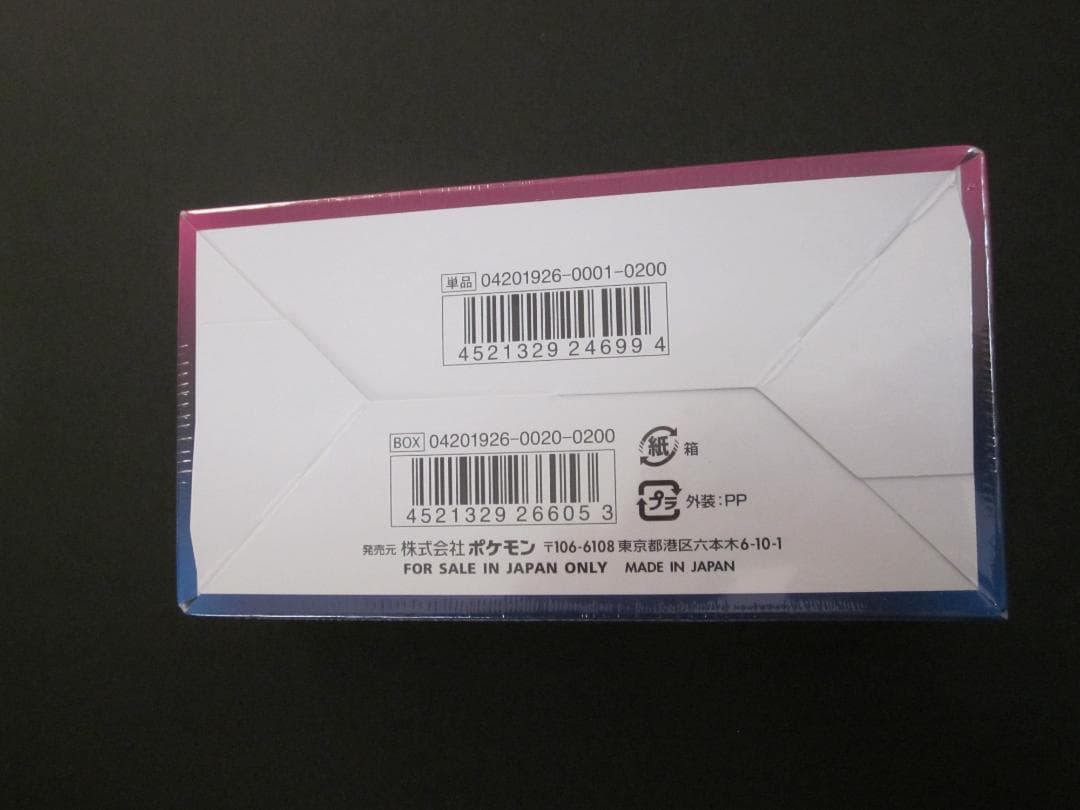 単品 04201926-0001-0200
4521329 24699 4
BOX 04201926-0020-0200
4521329 26605 3
紙 箱
プラ 外装:PP
発売元 株式会社 ポケモン 〒106-6108 東京都港区六本木6-10-1
FOR SALE IN JAPAN ONLY MADE IN JAPAN